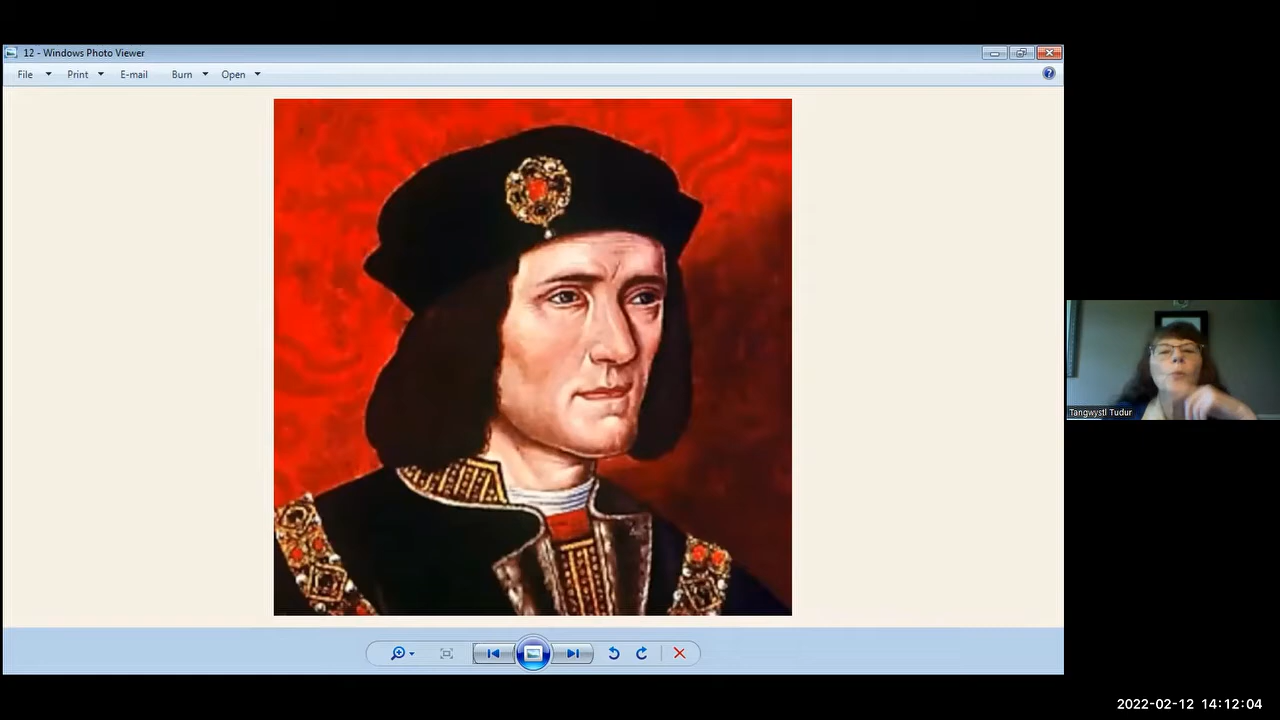 12 - Windows Photo Viewer
File Print E-mail Burn Open
Tangwystl Tudur
2022-02-12 14:12:04